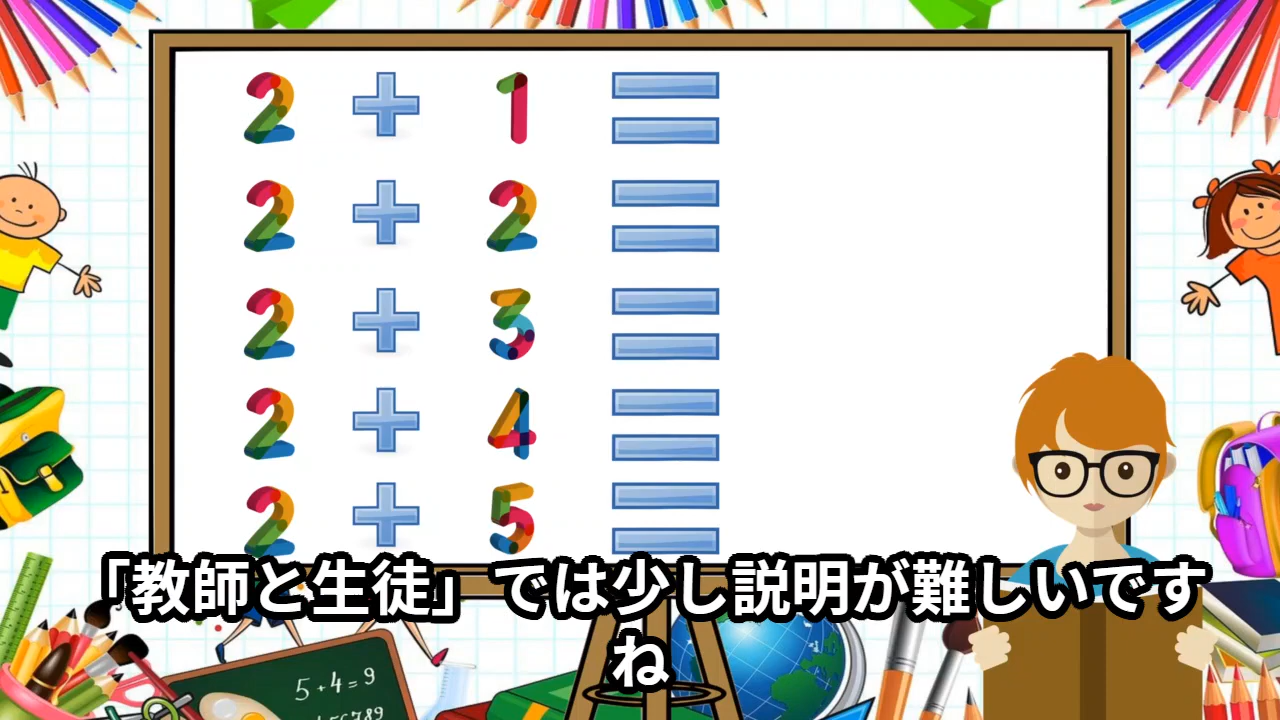 2 + 1 =
2 + 2 =
2 + 3 =
2 + 4 =
2 + 5 =
「教師と生徒」では少し説明が難しいです
ね
5+4=9